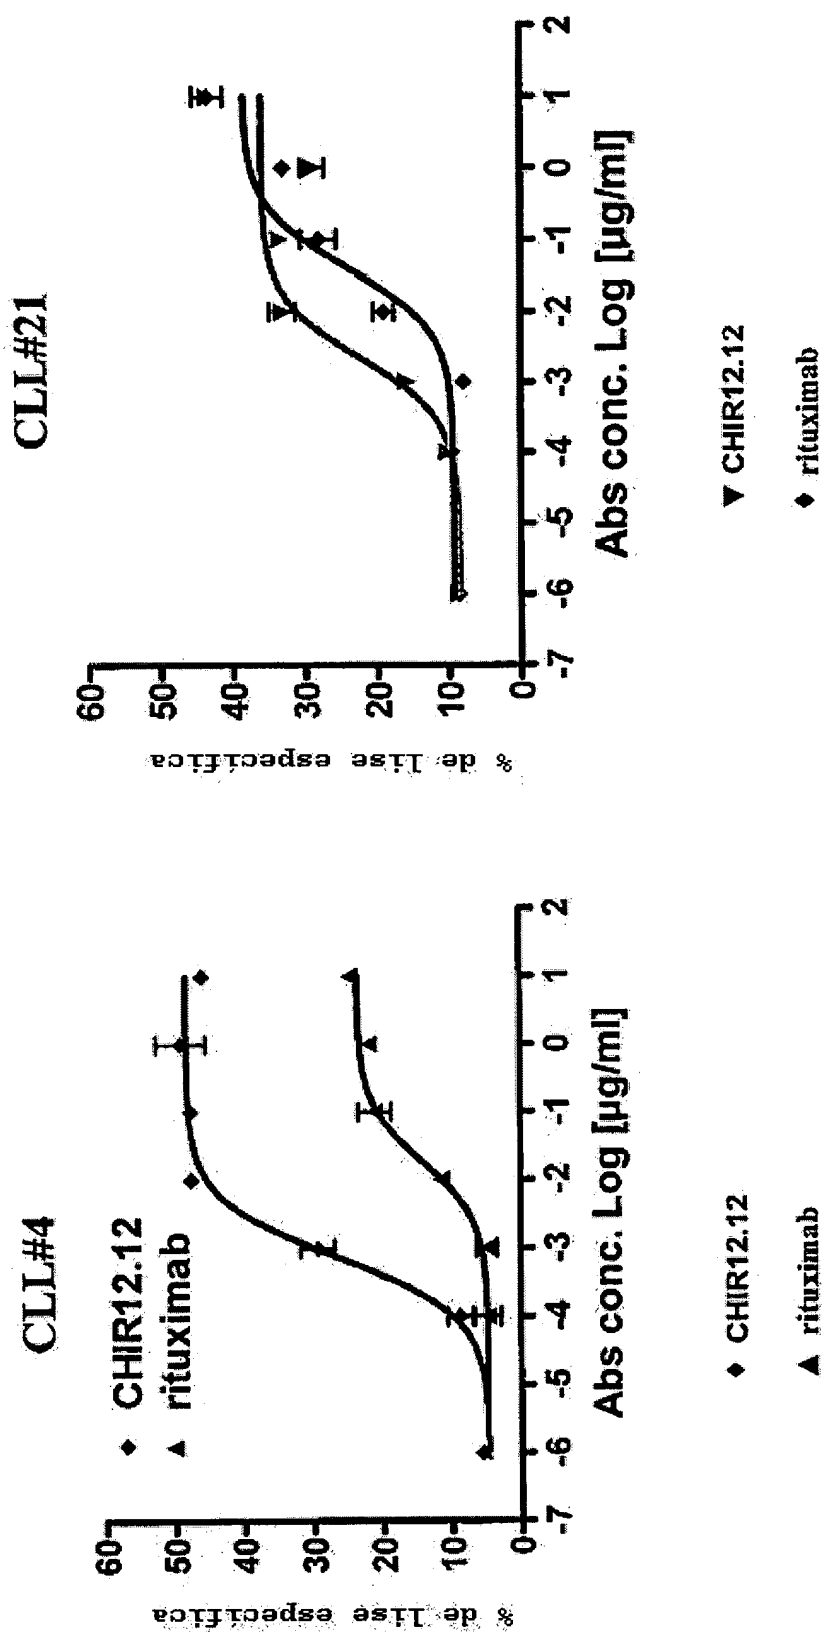 CLL#4
◆ CHIR12.12
▲ rituximab
% de lise específica
60
50
40
30
20
10
0
-7 -6 -5 -4 -3 -2 -1 0 1 2
Abs conc. Log [µg/ml]
◆ CHIR12.12
▲ rituximab
CLL#21
% de lise específica
60
50
40
30
20
10
0
-7 -6 -5 -4 -3 -2 -1 0 1 2
Abs conc. Log [µg/ml]
▼ CHIR12.12
◆ rituximab